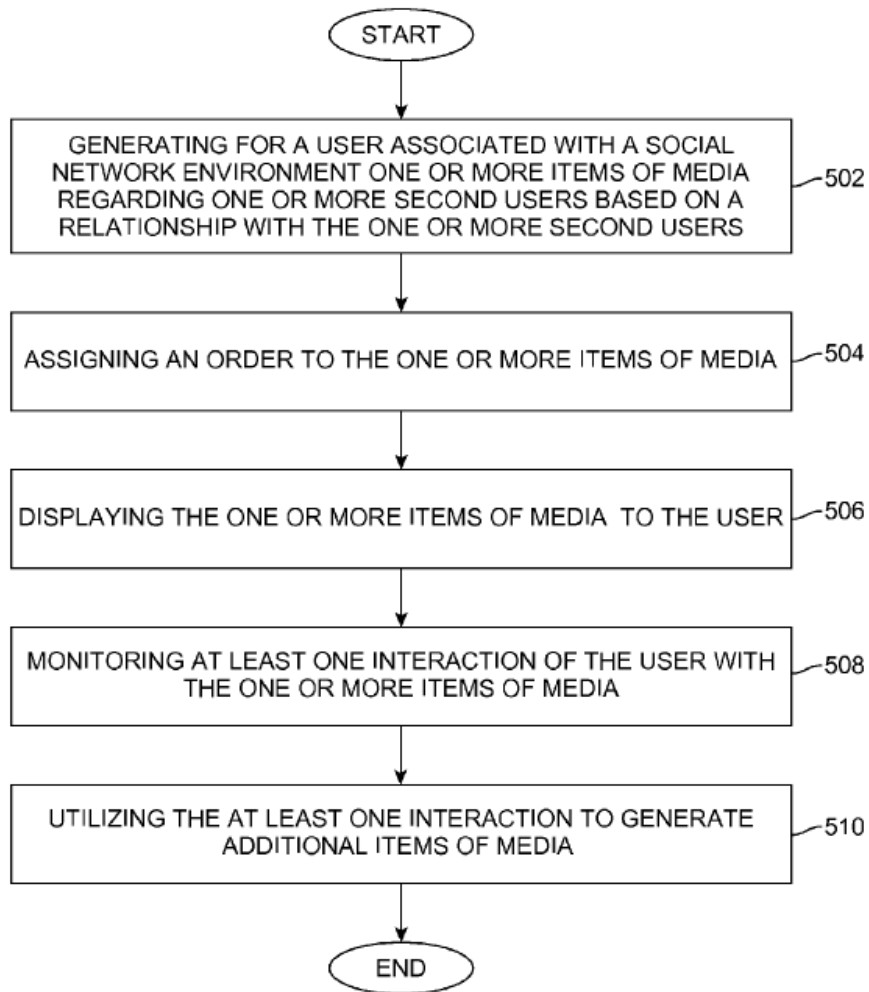 START
GENERATING FOR A USER ASSOCIATED WITH A SOCIAL
NETWORK ENVIRONMENT ONE OR MORE ITEMS OF MEDIA
REGARDING ONE OR MORE SECOND USERS BASED ON A
RELATIONSHIP WITH THE ONE OR MORE SECOND USERS
502
ASSIGNING AN ORDER TO THE ONE OR MORE ITEMS OF MEDIA
504
DISPLAYING THE ONE OR MORE ITEMS OF MEDIA TO THE USER
506
MONITORING AT LEAST ONE INTERACTION OF THE USER WITH
THE ONE OR MORE ITEMS OF MEDIA
508
UTILIZING THE AT LEAST ONE INTERACTION TO GENERATE
ADDITIONAL ITEMS OF MEDIA
510
END